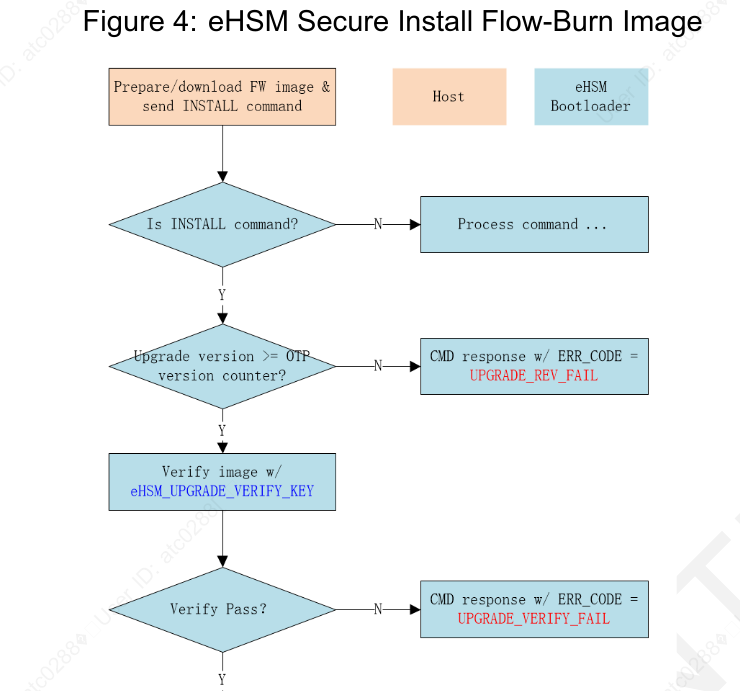 Figure 4: eHSM Secure Install Flow-Burn Image
Prepare/download FW image &
send INSTALL command
Host
eHSM
Bootloader
Is INSTALL command?
N
Process command ...
Y
Upgrade version >= OTP
version counter?
N
CMD response w/ ERR_CODE =
UPGRADE_REV_FAIL
Y
Verify image w/
eHSM_UPGRADE_VERIFY_KEY
Verify Pass?
N
CMD response w/ ERR_CODE =
UPGRADE_VERIFY_FAIL
Y